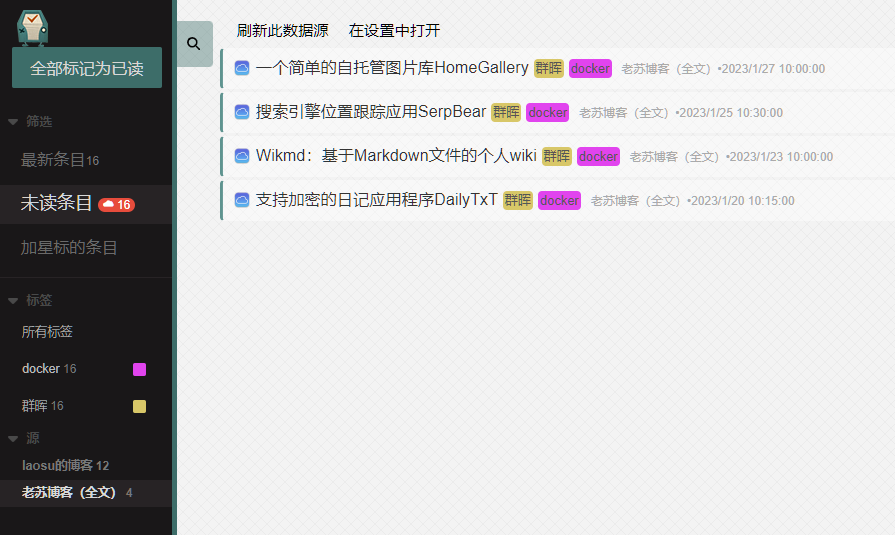 全部标记为已读
筛选
最新条目16
未读条目 16
加星标的条目
标签
所有标签
docker 16
群晖 16
源
laosu的博客 12
老苏博客（全文） 4
刷新此数据源 在设置中打开
一个简单的自托管图片库HomeGallery 群晖 docker 老苏博客（全文）•2023/1/27 10:00:00
搜索引擎位置跟踪应用SerpBear 群晖 docker 老苏博客（全文）•2023/1/25 10:30:00
Wikmd：基于Markdown文件的个人wiki 群晖 docker 老苏博客（全文）•2023/1/23 10:00:00
支持加密的日记应用程序DailyTxT 群晖 docker 老苏博客（全文）•2023/1/20 10:15:00